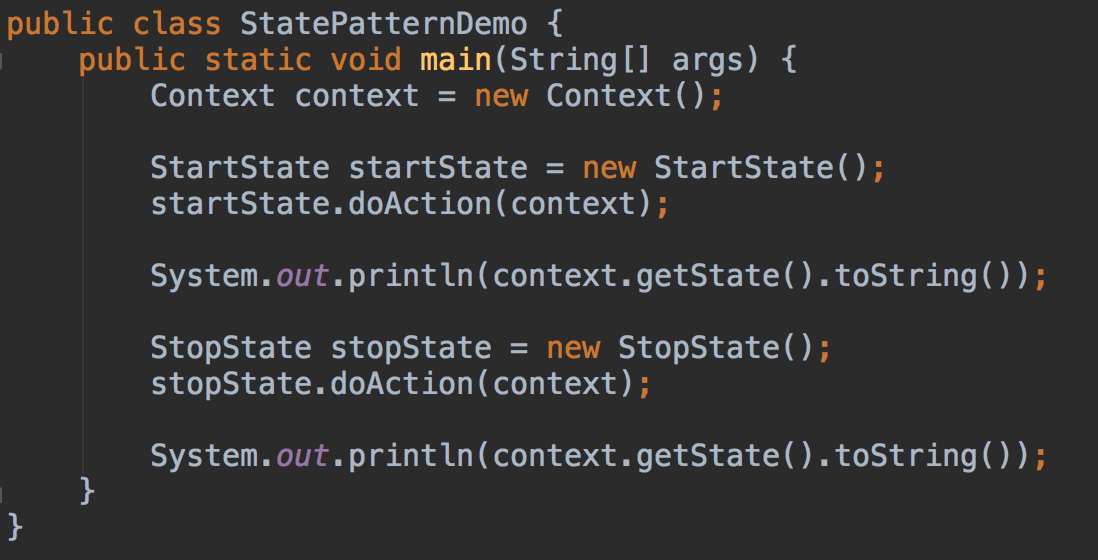 public class StatePatternDemo {
    public static void main(String[] args) {
        Context context = new Context();

        StartState startState = new StartState();
        startState.doAction(context);

        System.out.println(context.getState().toString());

        StopState stopState = new StopState();
        stopState.doAction(context);

        System.out.println(context.getState().toString());
    }
}